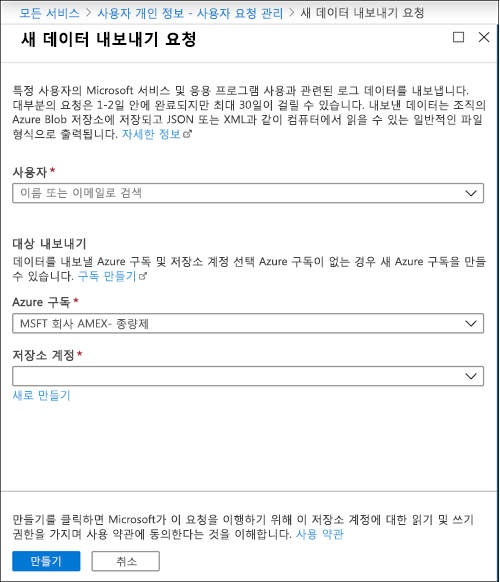 모든 서비스 > 사용자 개인 정보 - 사용자 요청 관리 > 새 데이터 내보내기 요청
새 데이터 내보내기 요청
특정 사용자의 Microsoft 서비스 및 응용 프로그램 사용과 관련된 로그 데이터를 내보냅니다.
대부분의 요청은 1-2일 안에 완료되지만 최대 30일이 걸릴 수 있습니다. 내보낸 데이터는 조직의
Azure Blob 저장소에 저장되고 JSON 또는 XML과 같이 컴퓨터에서 읽을 수 있는 일반적인 파일
형식으로 출력됩니다. 자세한 정보
사용자 *
이름 또는 이메일로 검색
대상 내보내기
데이터를 내보낼 Azure 구독 및 저장소 계정 선택 Azure 구독이 없는 경우 새 Azure 구독을 만들
수 있습니다. 구독 만들기
Azure 구독 *
MSFT 회사 AMEX- 종량제
저장소 계정 *
새로 만들기
만들기를 클릭하면 Microsoft가 이 요청을 이행하기 위해 이 저장소 계정에 대한 읽기 및 쓰기
권한을 가지며 사용 약관에 동의한다는 것을 이해합니다. 사용 약관
만들기
취소